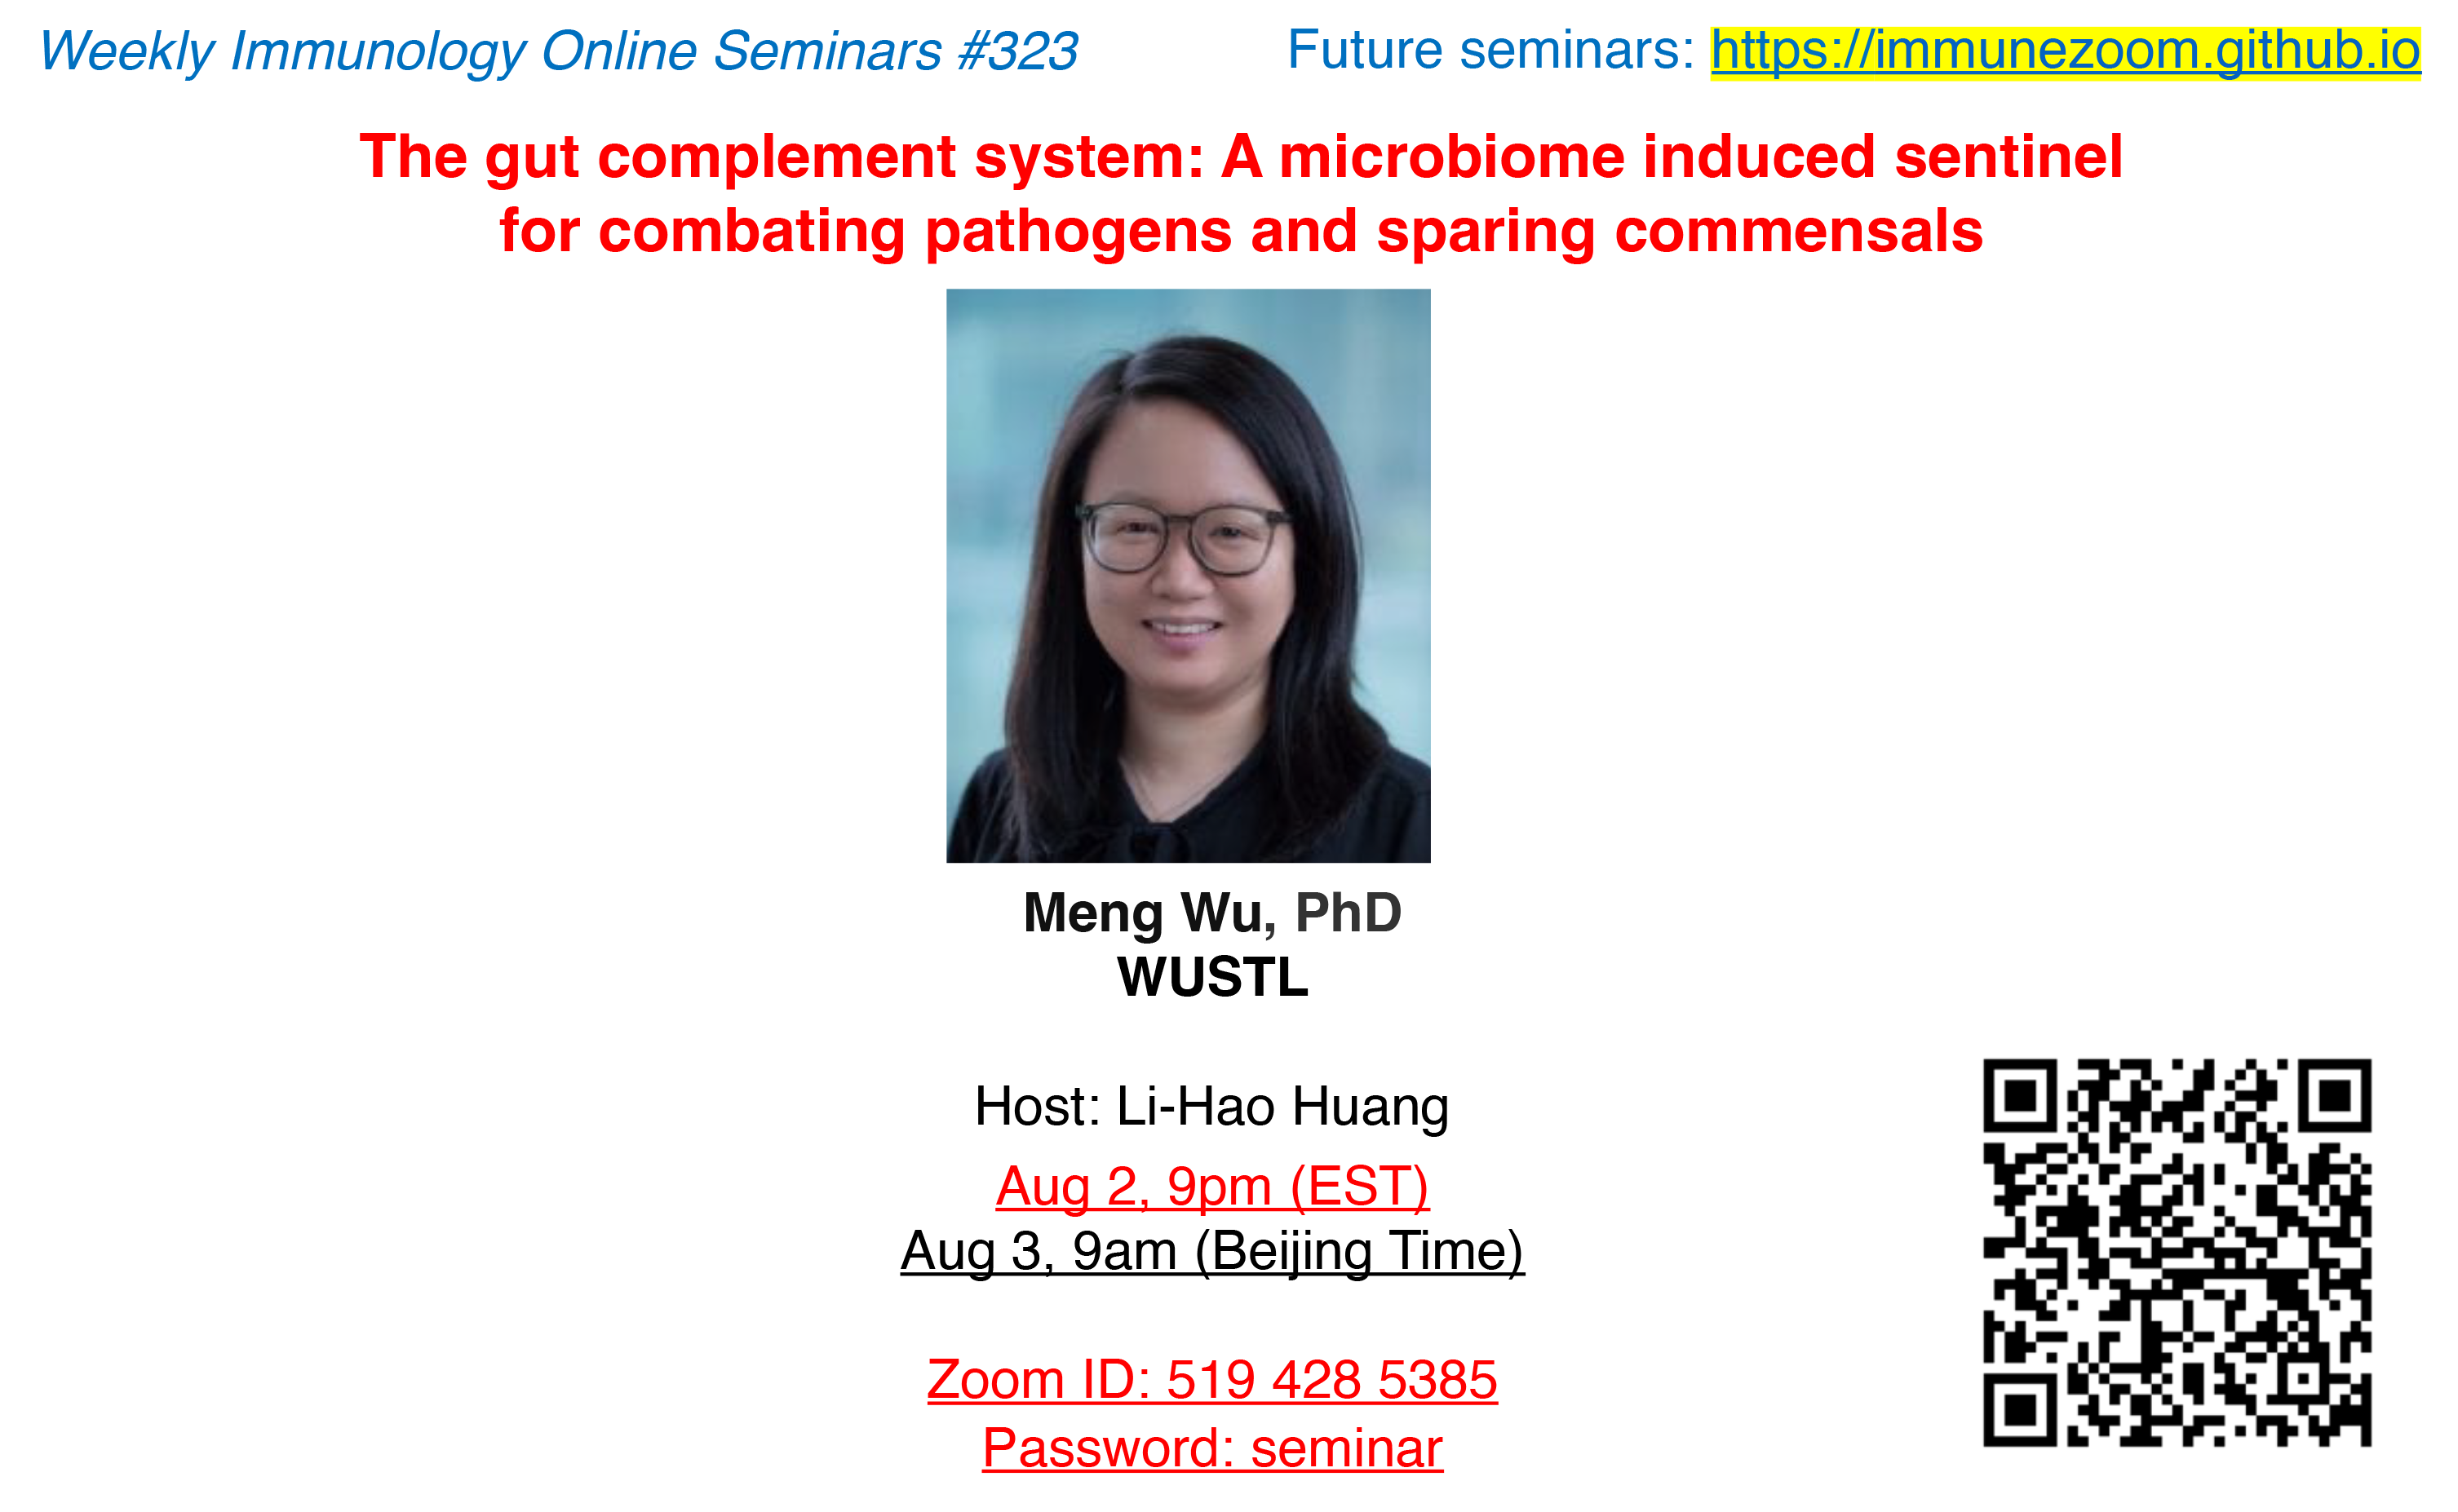 Weekly Immunology Online Seminars #323
Future seminars: https://immunezoom.github.io
The gut complement system: A microbiome induced sentinel
for combating pathogens and sparing commensals
Meng Wu, PhD
WUSTL
Host: Li-Hao Huang
Aug 2, 9pm (EST)
Aug 3, 9am (Beijing Time)
Zoom ID: 519 428 5385
Password: seminar